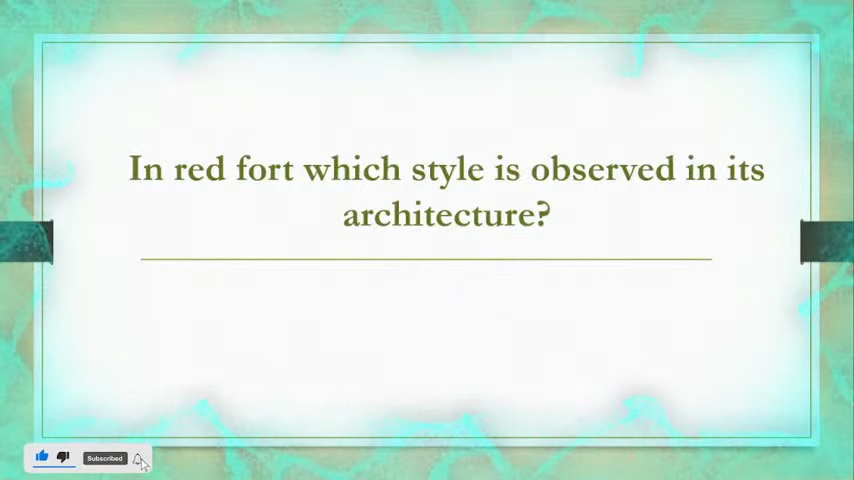 In red fort which style is observed in its
architecture?
Subscribed